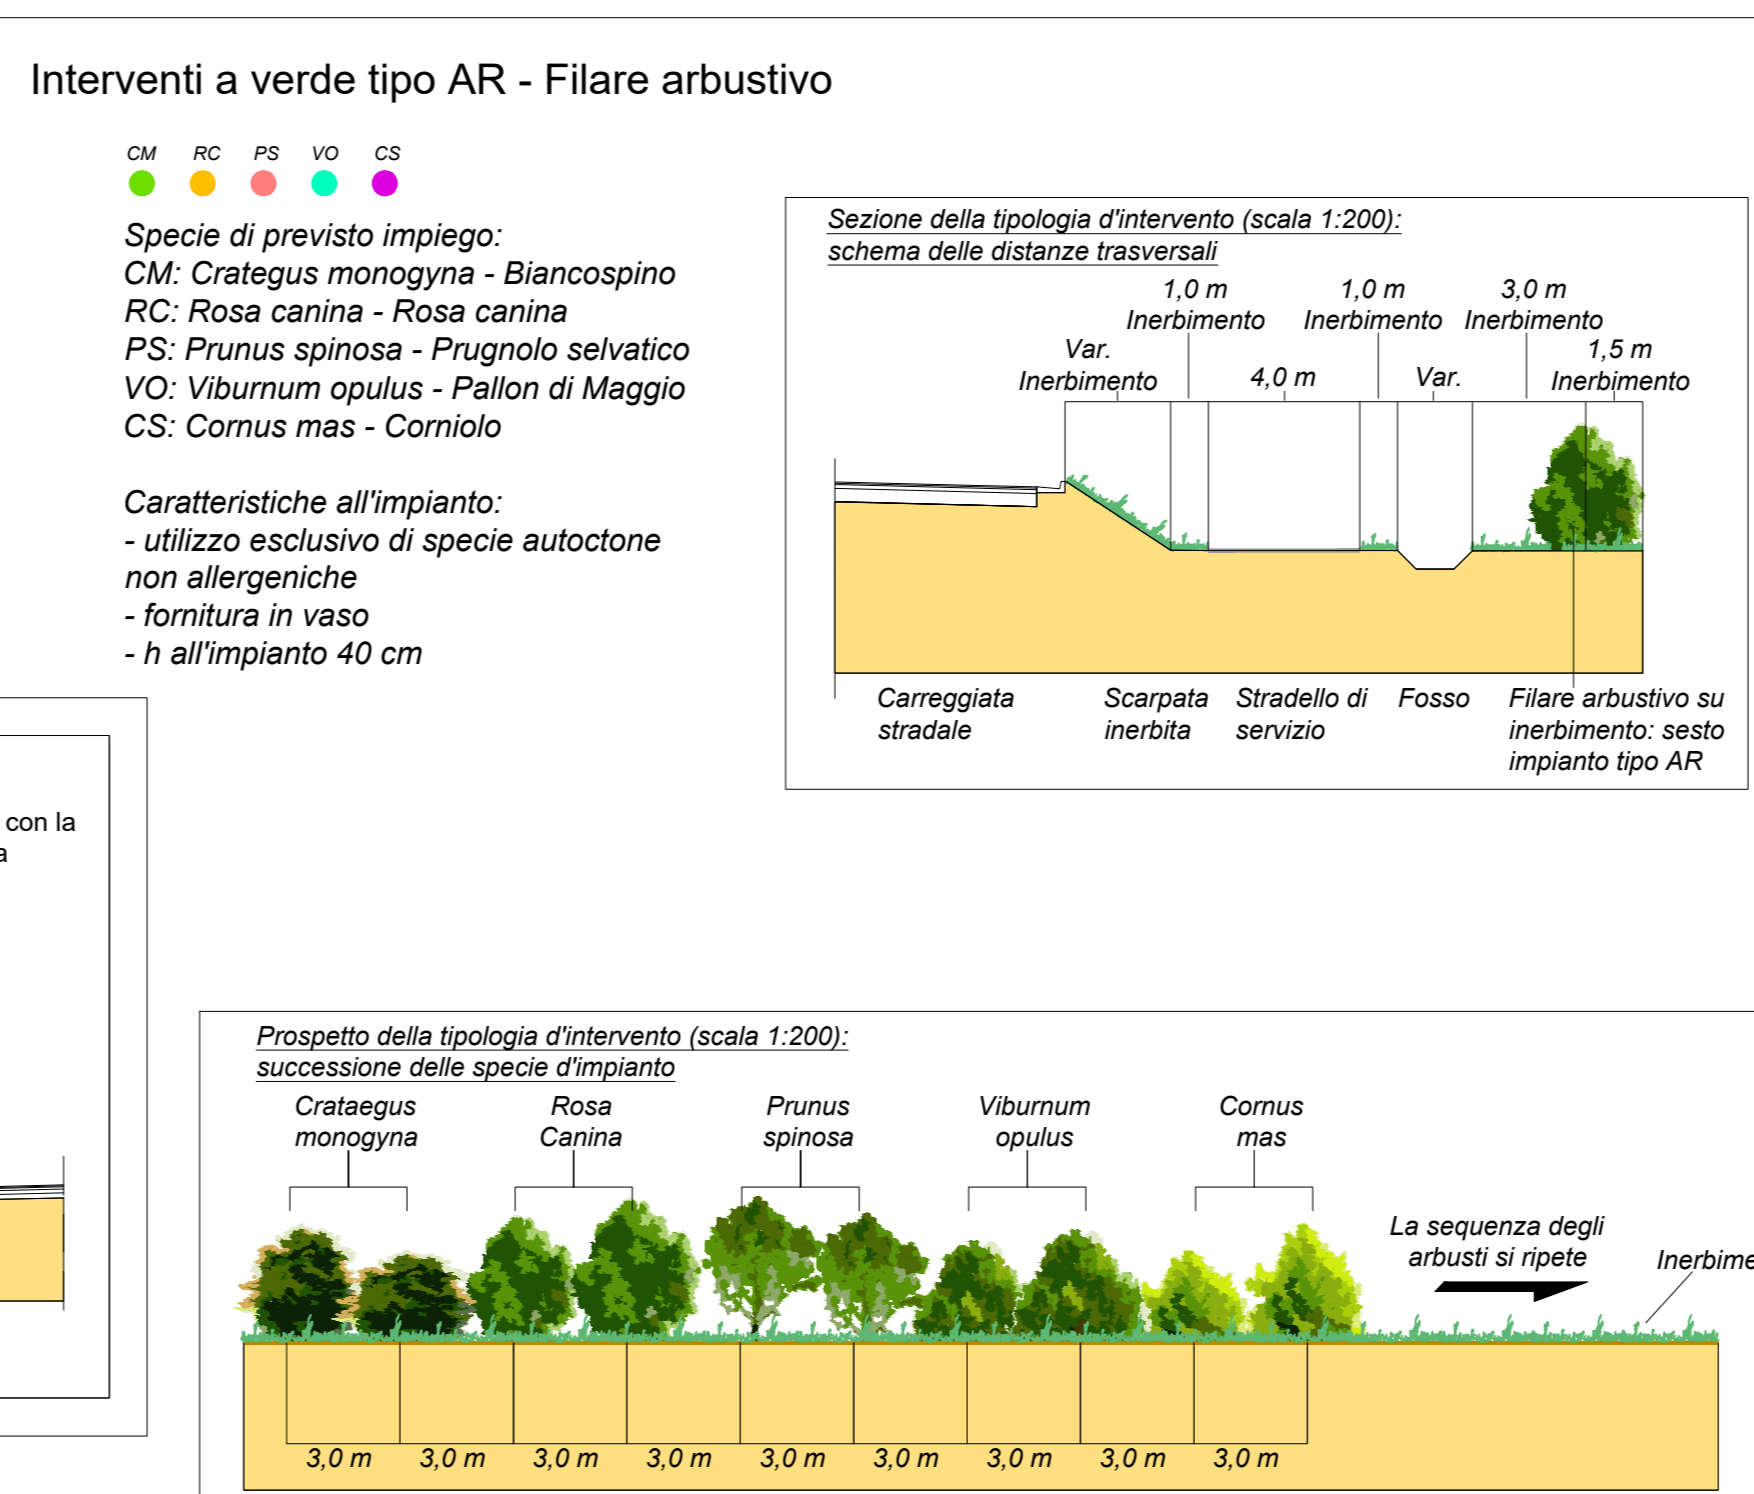 Interventi a verde tipo AR - Filare arbustivo
CM RC PS VO CS
Specie di previsto impiego:
CM: Crategus monogyna - Biancospino
RC: Rosa canina - Rosa canina
PS: Prunus spinosa - Prugnolo selvatico
VO: Viburnum opulus - Pallon di Maggio
CS: Cornus mas - Corniolo
Caratteristiche all'impianto:
- utilizzo esclusivo di specie autoctone
non allergeniche
- fornitura in vaso
- h all'impianto 40 cm
Sezione della tipologia d'intervento (scala 1:200):
schema delle distanze trasversali
1,0 m 1,0 m 3,0 m
Inerbimento Inerbimento Inerbimento
Var. 1,5 m
Inerbimento 4,0 m Var. Inerbimento
Carreggiata
stradale
Scarpata
inerbita
Stradello di
servizio
Fosso
Filare arbustivo su
inerbimento: sesto
impianto tipo AR
con la
a
Prospetto della tipologia d'intervento (scala 1:200):
successione delle specie d'impianto
Crataegus
monogyna
Rosa
Canina
Prunus
spinosa
Viburnum
opulus
Cornus
mas
La sequenza degli
arbusti si ripete
Inerbime
3,0 m 3,0 m 3,0 m 3,0 m 3,0 m 3,0 m 3,0 m 3,0 m 3,0 m